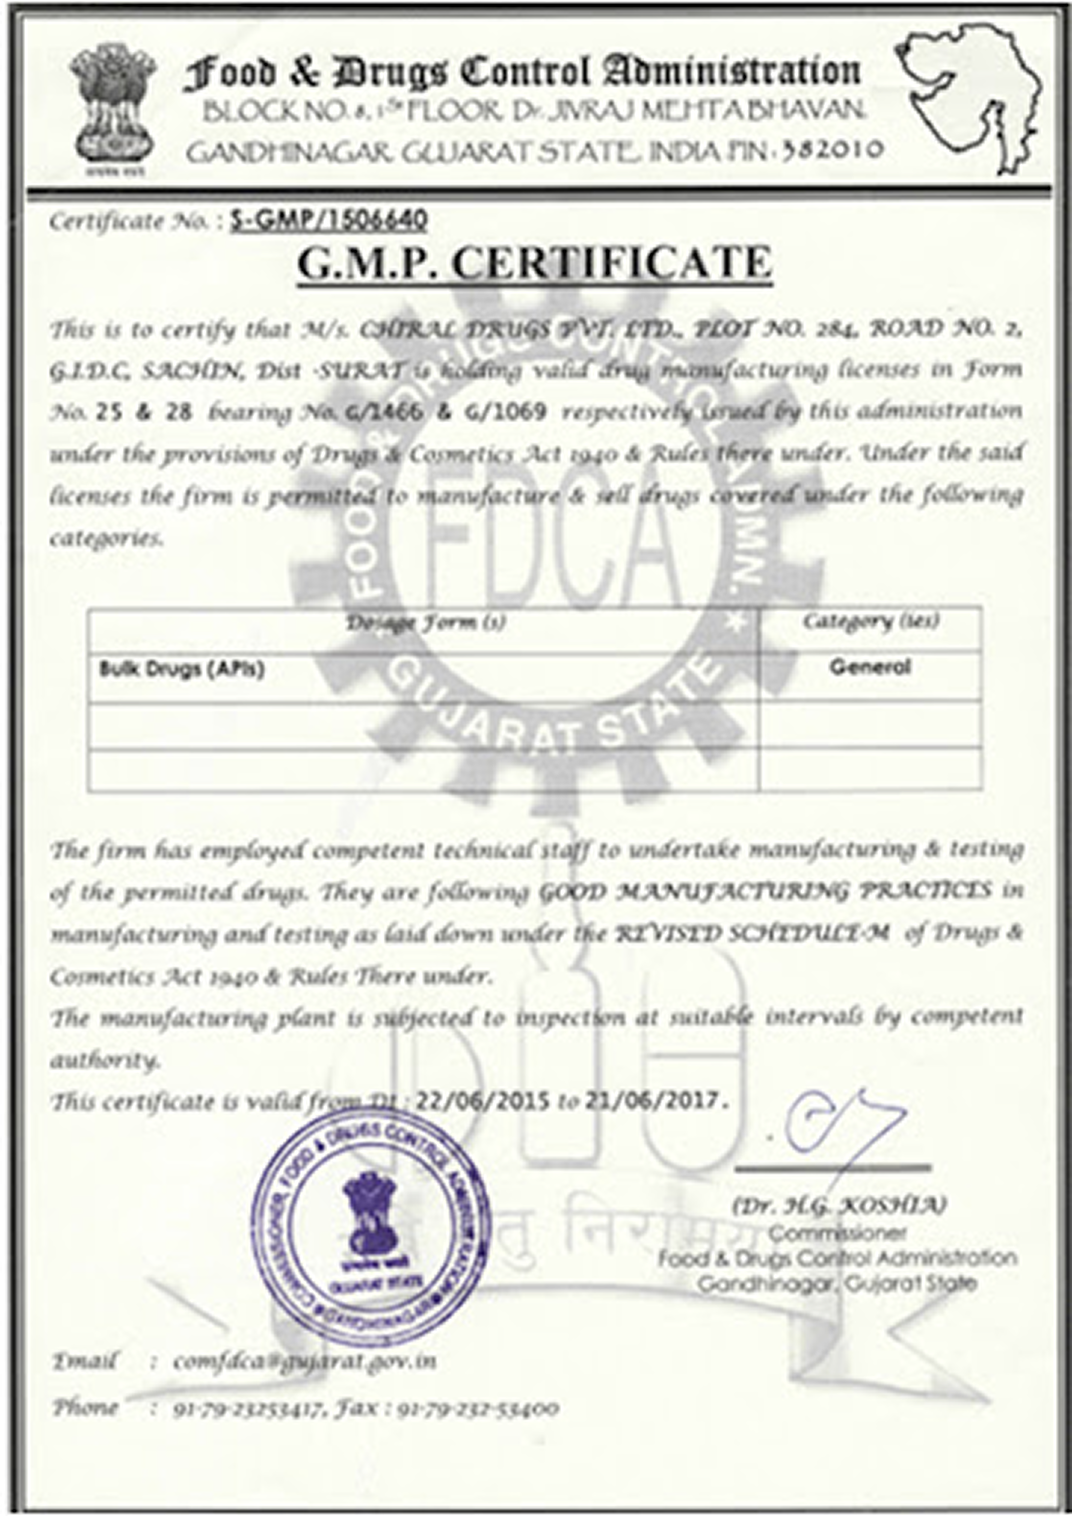 Food & Drugs Control Administration
BLOCK NO. 8, 1ST FLOOR Dr. JIVRAJ MEHTA BHAVAN.
GANDHINAGAR GUJARAT STATE INDIA PIN. 382010
Certificate No. : S-GMP/1506640
G.M.P. CERTIFICATE
This is to certify that M/s. CHIRAL DRUGS PVT. LTD., PLOT NO. 284, ROAD NO. 2,
G.I.D.C, SACHIN, Dist -SURAT is holding valid drug manufacturing licenses in Form
No. 25 & 28 bearing No. G/1466 & G/1069 respectively issued by this administration
under the provisions of Drugs & Cosmetics Act 1940 & Rules there under. Under the said
licenses the firm is permitted to manufacture & sell drugs covered under the following
categories.
FOOD & DRUGS CONTROL ADMN.
FDCA
GUJARAT STATE
Dosage Form (s) Category (ies)
Bulk Drugs (APIs) General
The firm has employed competent technical staff to undertake manufacturing & testing
of the permitted drugs. They are following GOOD MANUFACTURING PRACTICES in
manufacturing and testing as laid down under the REVISED SCHEDULE-M of Drugs &
Cosmetics Act 1940 & Rules There under.
The manufacturing plant is subjected to inspection at suitable intervals by competent
authority.
This certificate is valid from Dt : 22/06/2015 to 21/06/2017.
COMMISSIONER, FOOD & DRUGS CONTROL ADMINISTRATION
GUJARAT STATE
GANDHINAGAR
(Dr. H.G. KOSHIA)
Commissioner
Food & Drugs Control Administration
Gandhinagar, Gujarat State
Email : comfdca@gujarat.gov.in
Phone : 91-79-23253417, Fax : 91-79-232-53400